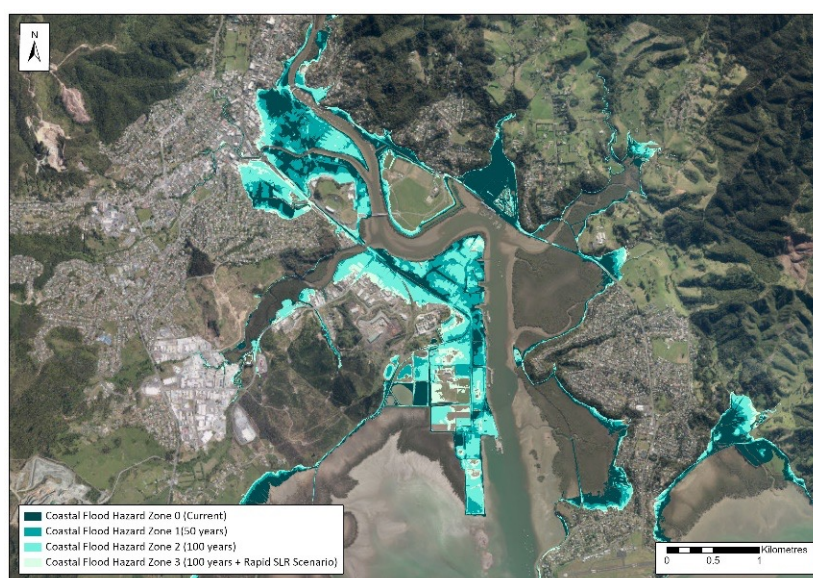 N
Coastal Flood Hazard Zone 0 (Current)
Coastal Flood Hazard Zone 1(50 years)
Coastal Flood Hazard Zone 2 (100 years)
Coastal Flood Hazard Zone 3 (100 years + Rapid SLR Scenario)
Kilometres
0 0.5 1